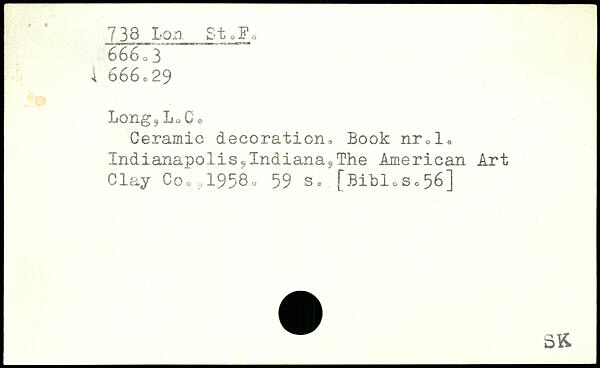 738 Lon St.F.
666.3
666.29
Long,L.C.
Ceramic decoration. Book nr.1.
Indianapolis,Indiana,The American Art
Clay Co.,1958. 59 s. [Bibl.s.56]
SK